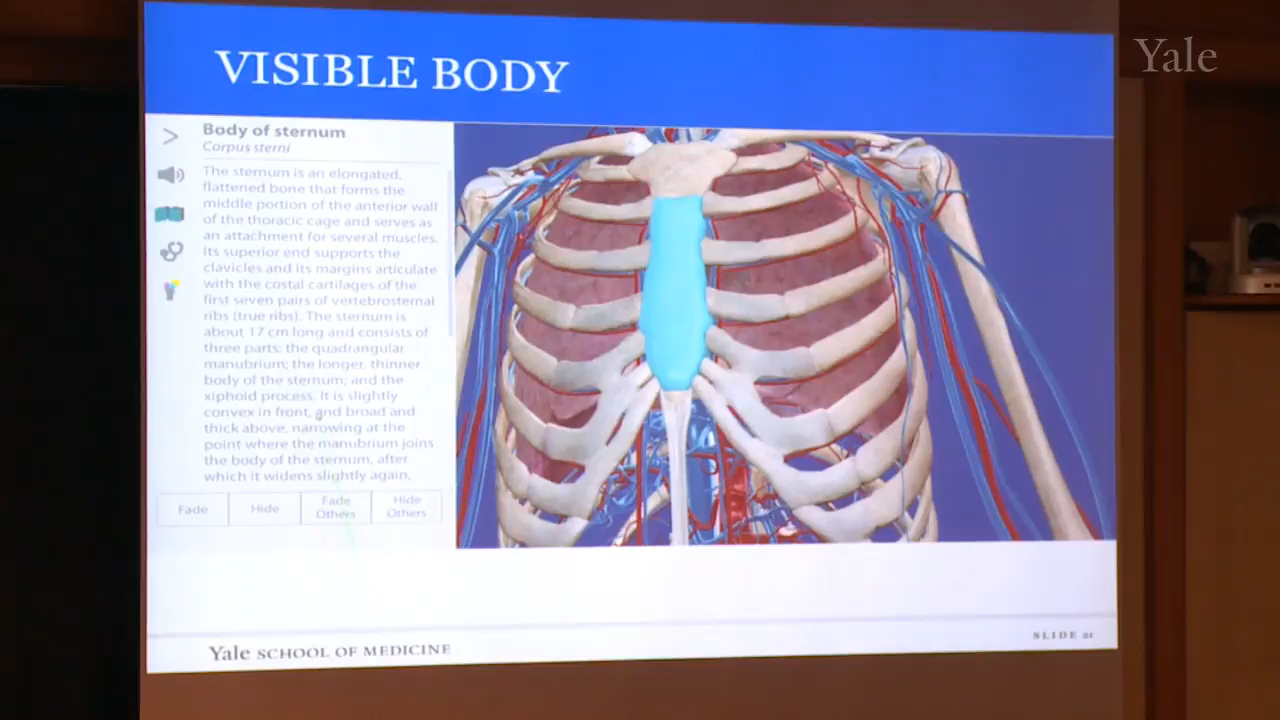 Yale
VISIBLE BODY
Body of sternum
Corpus sterni
The sternum is an elongated,
flattened bone that forms the
middle portion of the anterior wall
of the thoracic cage and serves as
an attachment for several muscles.
Its superior end supports the
clavicles and its margins articulate
with the costal cartilages of the
first seven pairs of vertebrosternal
ribs (true ribs). The sternum is
about 17 cm long and consists of
three parts: the quadrangular
manubrium; the longer, thinner
body of the sternum; and the
xiphoid process. It is slightly
convex in front, and broad and
thick above, narrowing at the
point where the manubrium joins
the body of the sternum, after
which it widens slightly again,
Fade
Hide
Fade
Others
Hide
Others
Yale SCHOOL OF MEDICINE
SLIDE 21